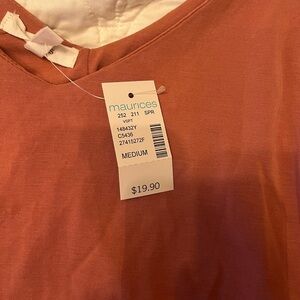 maurices
252 211 SPR
VSFT
148432Y
C5436
27415272F
MEDIUM
$19.90